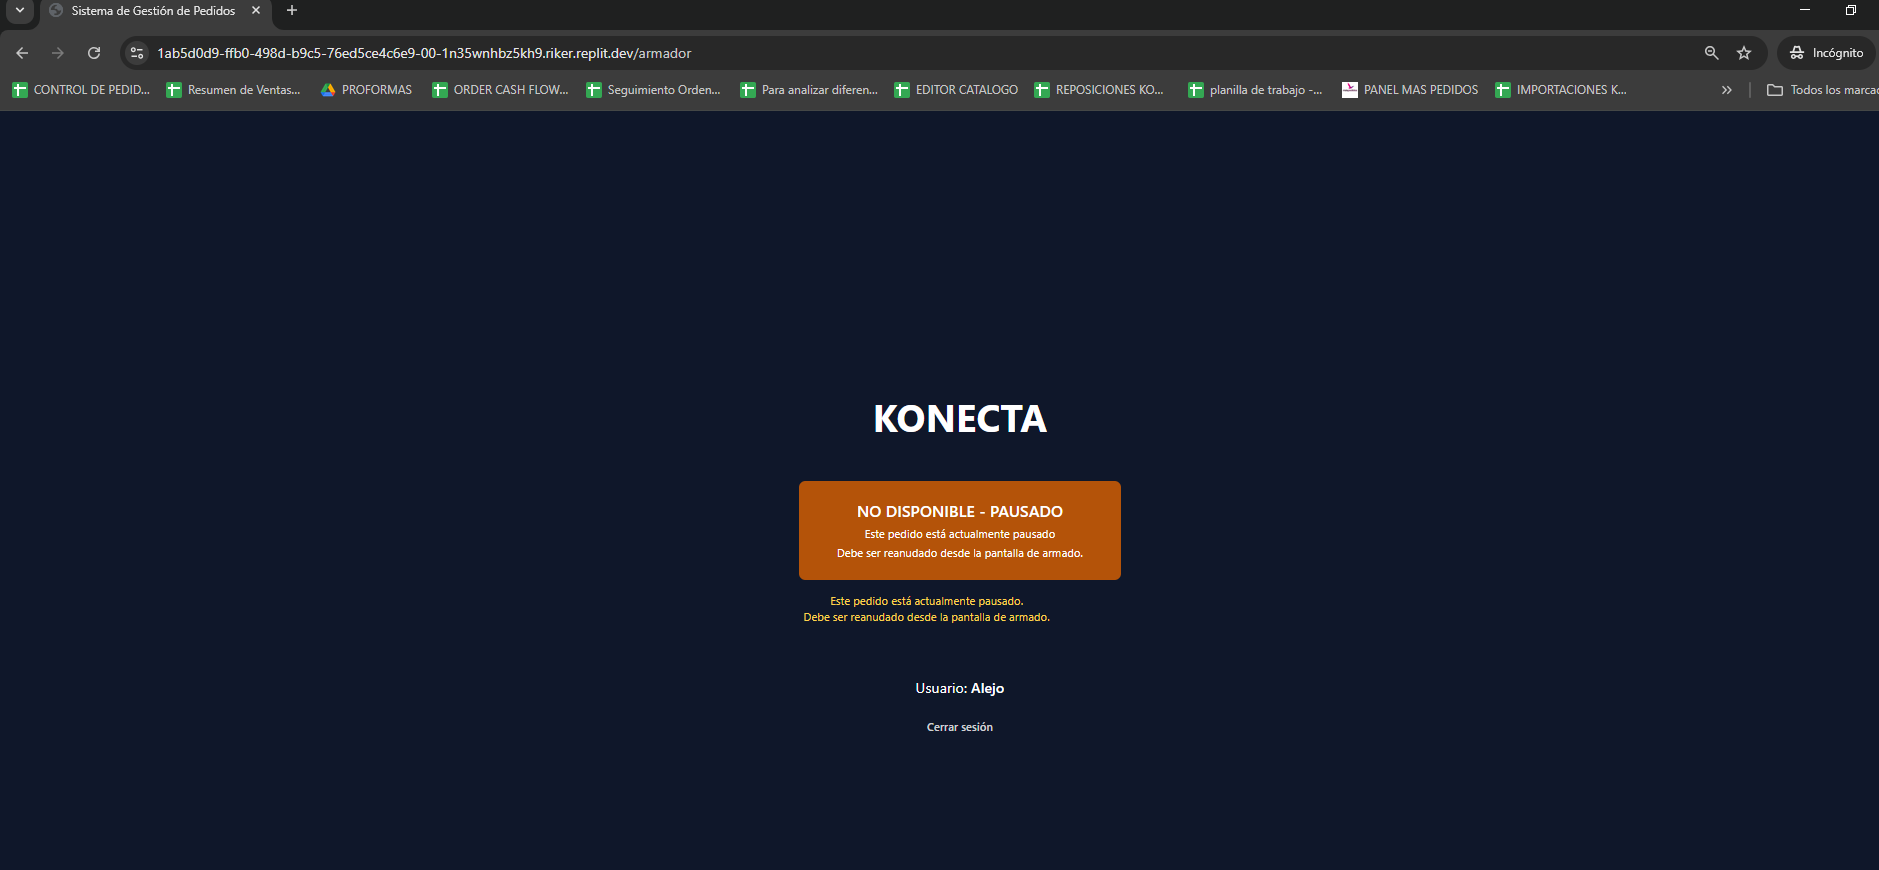 Sistema de Gestión de Pedidos
1ab5d0d9-ffb0-498d-b9c5-76ed5ce4c6e9-00-1n35wnhbz5kh9.riker.replit.dev/armador
Incógnito
CONTROL DE PEDID...
Resumen de Ventas...
PROFORMAS
ORDER CASH FLOW...
Seguimiento Orden...
Para analizar diferen...
EDITOR CATALOGO
REPOSICIONES KO...
planilla de trabajo -...
PANEL MAS PEDIDOS
IMPORTACIONES K...
Todos los marcad
KONECTA
NO DISPONIBLE - PAUSADO
Este pedido está actualmente pausado
Debe ser reanudado desde la pantalla de armado.
Este pedido está actualmente pausado.
Debe ser reanudado desde la pantalla de armado.
Usuario: Alejo
Cerrar sesión